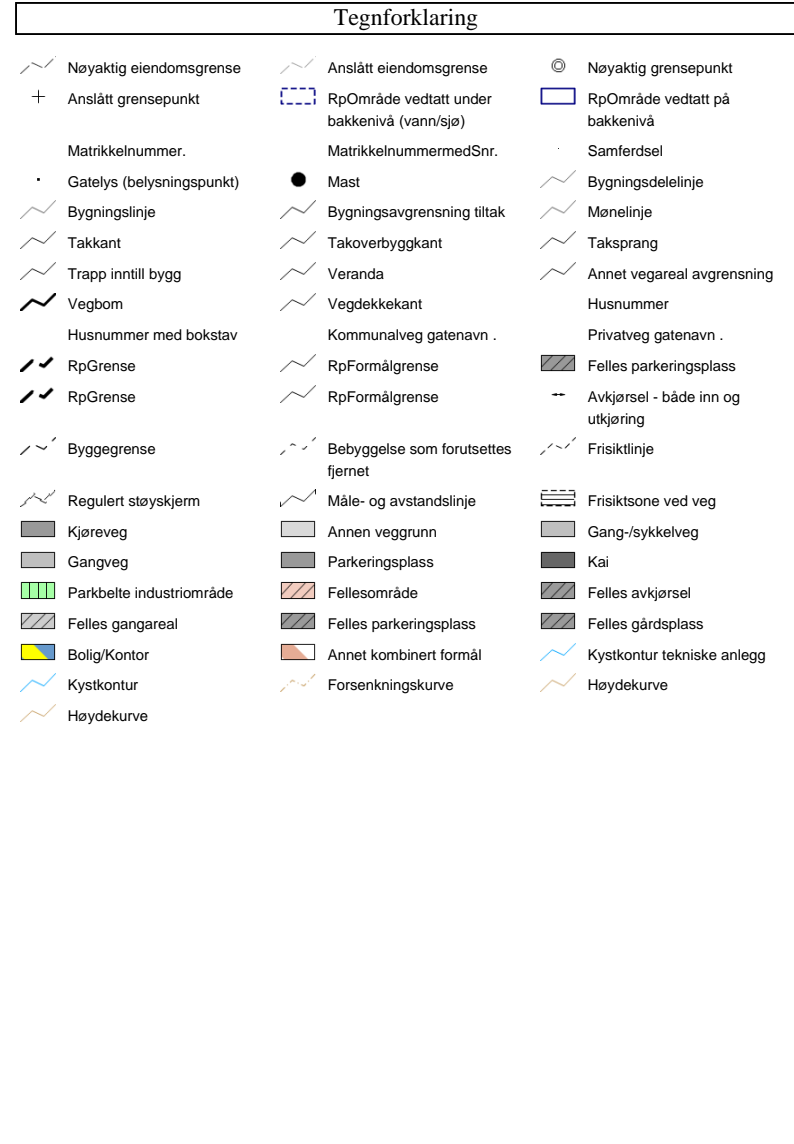 Tegnforklaring
Nøyaktig eiendomsgrense
Anslått eiendomsgrense
Nøyaktig grensepunkt
Anslått grensepunkt
RpOmråde vedtatt under
bakkenivå (vann/sjø)
RpOmråde vedtatt på
bakkenivå
Matrikkelnummer.
MatrikkelnummermedSnr.
Samferdsel
Gatelys (belysningspunkt)
Mast
Bygningsdelelinje
Bygningslinje
Bygningsavgrensning tiltak
Mønelinje
Takkant
Takoverbyggkant
Taksprang
Trapp inntill bygg
Veranda
Annet vegareal avgrensning
Vegbom
Vegdekkekant
Husnummer
Husnummer med bokstav
Kommunalveg gatenavn .
Privatveg gatenavn .
RpGrense
RpFormålgrense
Felles parkeringsplass
RpGrense
RpFormålgrense
Avkjørsel - både inn og
utkjøring
Byggegrense
Bebyggelse som forutsettes
fjernet
Frisiktlinje
Regulert støyskjerm
Måle- og avstandslinje
Frisiktsone ved veg
Kjøreveg
Annen veggrunn
Gang-/sykkelveg
Gangveg
Parkeringsplass
Kai
Parkbelte industriområde
Fellesområde
Felles avkjørsel
Felles gangareal
Felles parkeringsplass
Felles gårdsplass
Bolig/Kontor
Annet kombinert formål
Kystkontur tekniske anlegg
Kystkontur
Forsenkningskurve
Høydekurve
Høydekurve